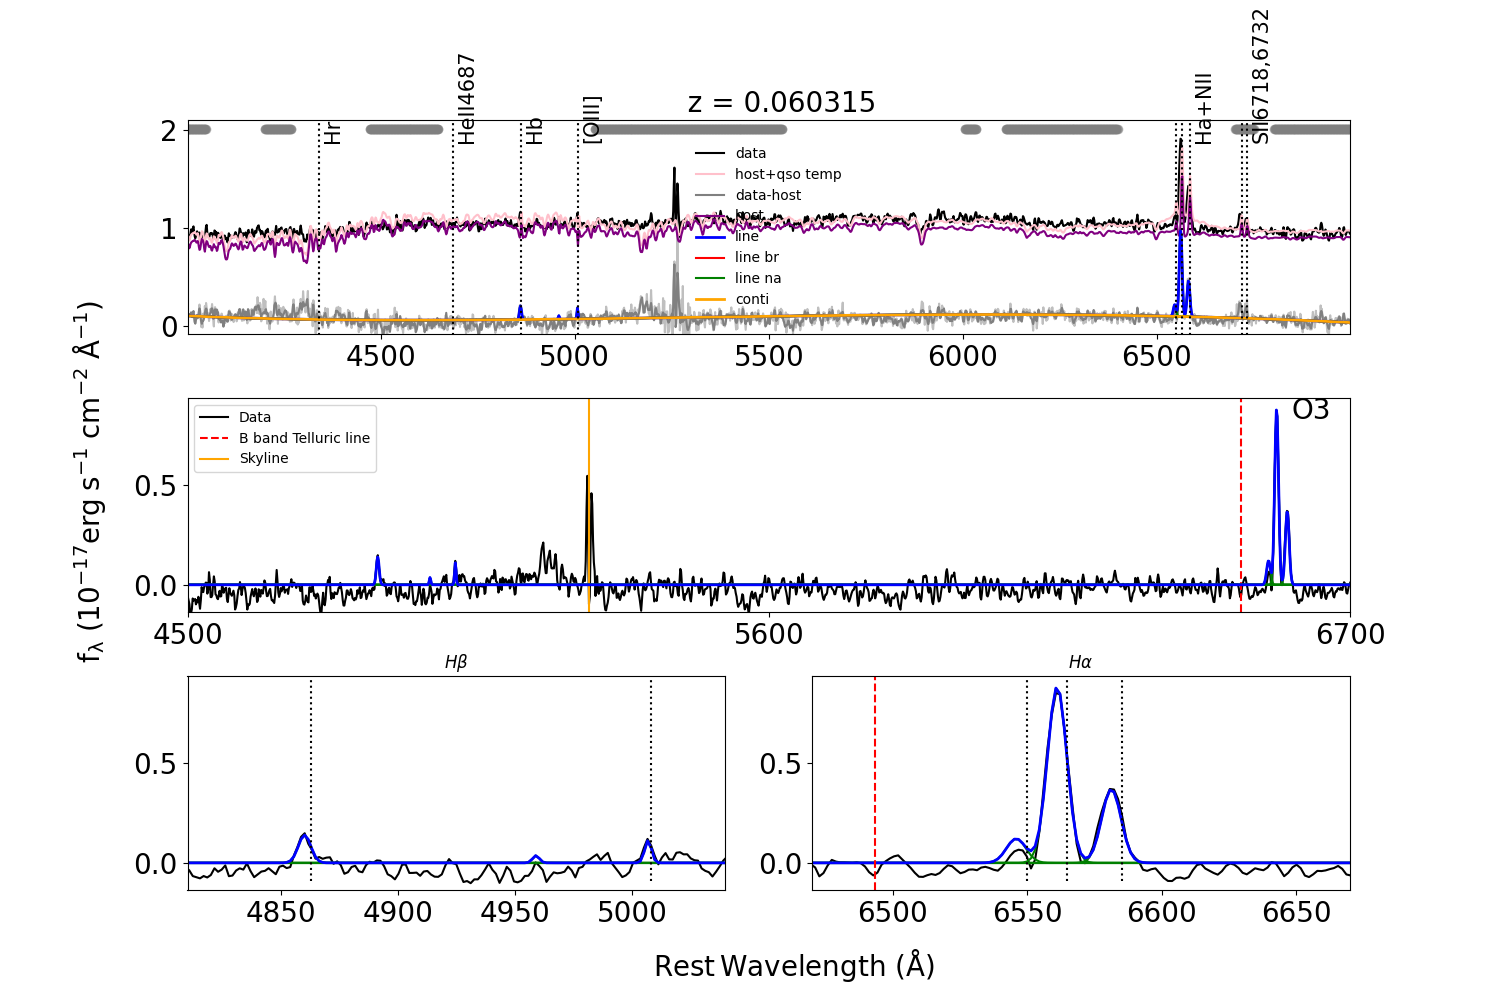 z = 0.060315
Hr
HeII4687
Hb
[OIII]
Ha+NII
SII6718,6732
data
host+qso temp
data-host
host
line
line br
line na
conti
2
1
0
4500 5000 5500 6000 6500
Data
B band Telluric line
Skyline
O3
0.5
0.0
4500 5600 6700
fλ (10⁻¹⁷erg s⁻¹ cm⁻² Å⁻¹)
Hβ
0.5
0.0
4850 4900 4950 5000
Hα
0.5
0.0
6500 6550 6600 6650
Rest Wavelength (Å)